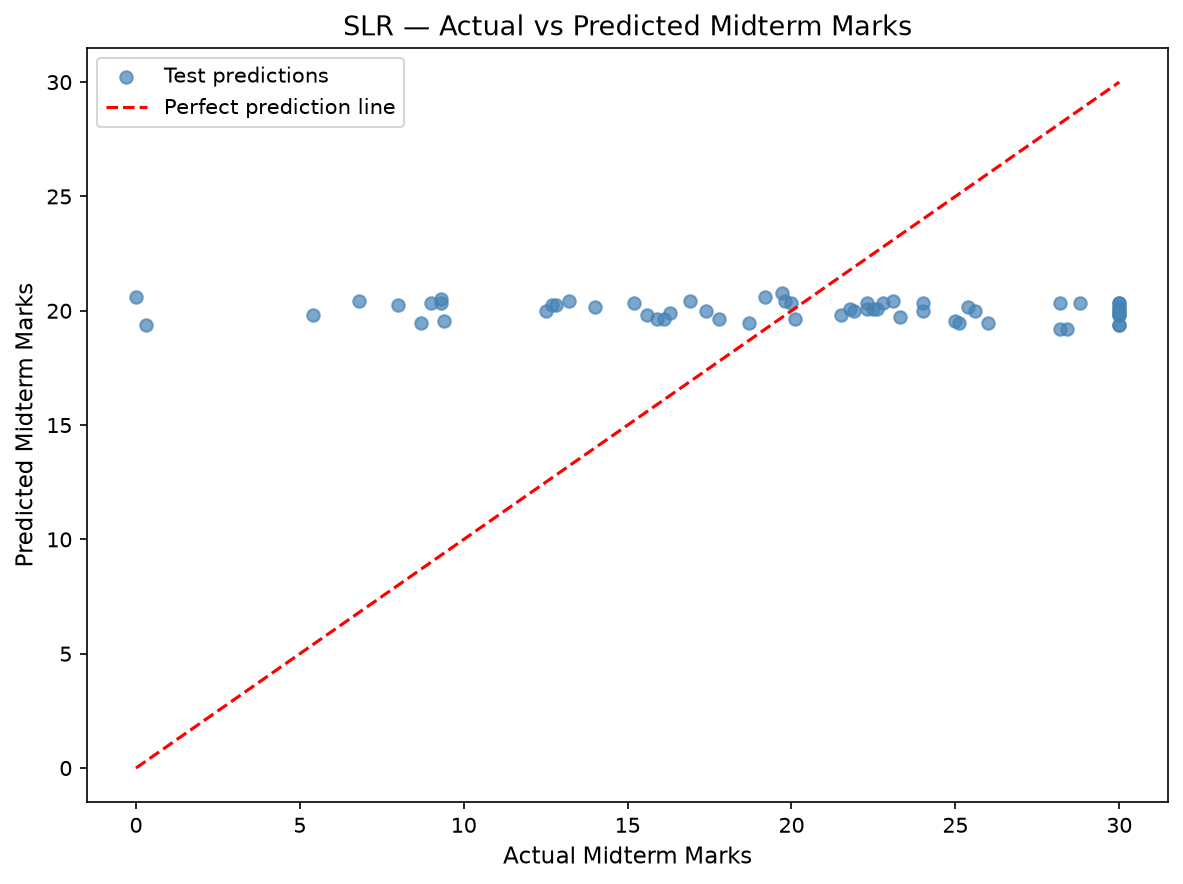 SLR — Actual vs Predicted Midterm Marks
Test predictions
Perfect prediction line
Predicted Midterm Marks
30
25
20
15
10
5
0
0 5 10 15 20 25 30
Actual Midterm Marks